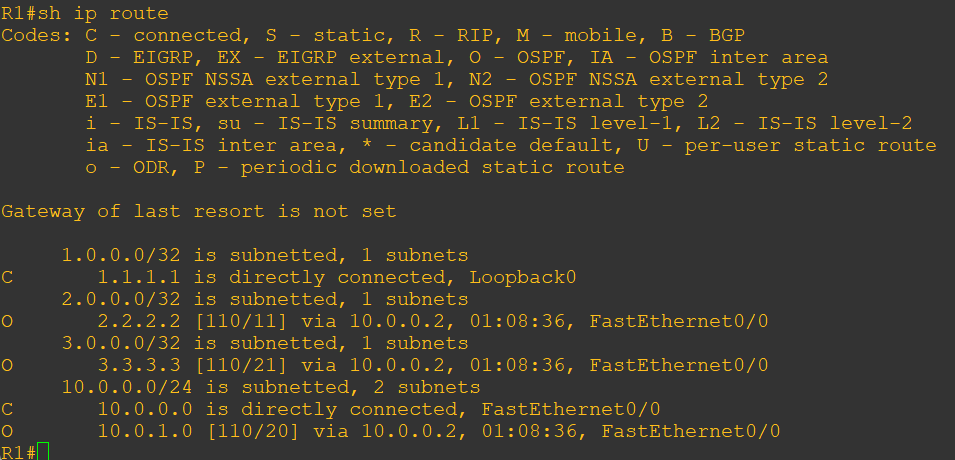 R1#sh ip route
Codes: C - connected, S - static, R - RIP, M - mobile, B - BGP
       D - EIGRP, EX - EIGRP external, O - OSPF, IA - OSPF inter area
       N1 - OSPF NSSA external type 1, N2 - OSPF NSSA external type 2
       E1 - OSPF external type 1, E2 - OSPF external type 2
       i - IS-IS, su - IS-IS summary, L1 - IS-IS level-1, L2 - IS-IS level-2
       ia - IS-IS inter area, * - candidate default, U - per-user static route
       o - ODR, P - periodic downloaded static route

Gateway of last resort is not set

     1.0.0.0/32 is subnetted, 1 subnets
C       1.1.1.1 is directly connected, Loopback0
     2.0.0.0/32 is subnetted, 1 subnets
O       2.2.2.2 [110/11] via 10.0.0.2, 01:08:36, FastEthernet0/0
     3.0.0.0/32 is subnetted, 1 subnets
O       3.3.3.3 [110/21] via 10.0.0.2, 01:08:36, FastEthernet0/0
     10.0.0.0/24 is subnetted, 2 subnets
C       10.0.0.0 is directly connected, FastEthernet0/0
O       10.0.1.0 [110/20] via 10.0.0.2, 01:08:36, FastEthernet0/0
R1#